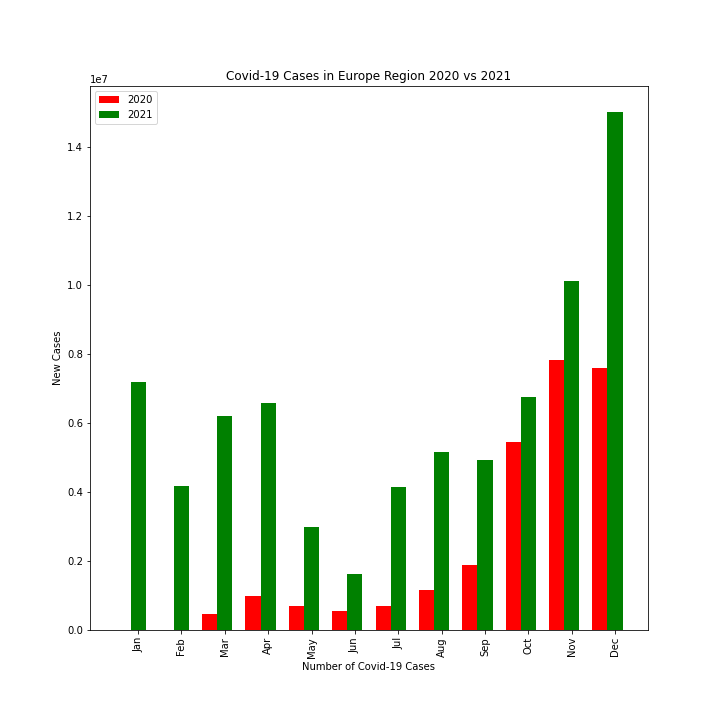 Covid-19 Cases in Europe Region 2020 vs 2021
1e7
2020
2021
1.4
1.2
1.0
0.8
0.6
0.4
0.2
0.0
New Cases
Jan
Feb
Mar
Apr
May
Jun
Jul
Aug
Sep
Oct
Nov
Dec
Number of Covid-19 Cases